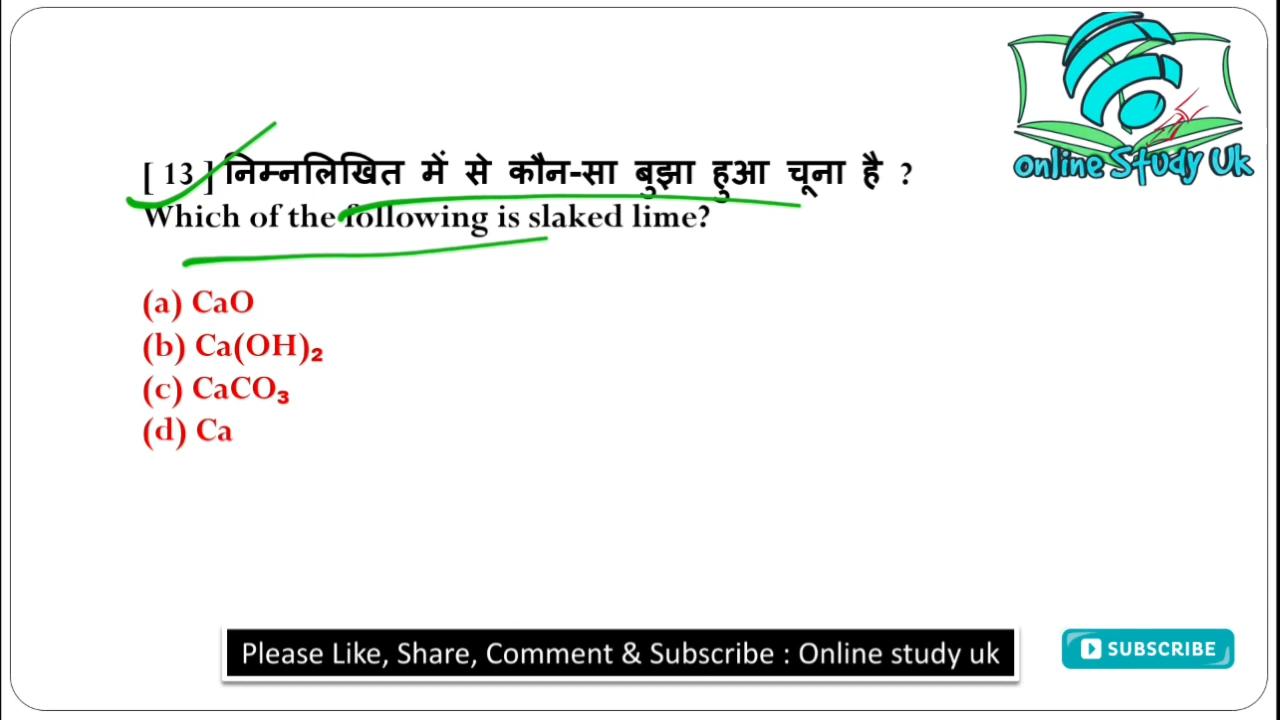 Online Study Uk
[ 13 ] निम्नलिखित में से कौन-सा बुझा हुआ चूना है ?
Which of the following is slaked lime?
(a) CaO
(b) Ca(OH)₂
(c) CaCO₃
(d) Ca
Please Like, Share, Comment & Subscribe : Online study uk
SUBSCRIBE